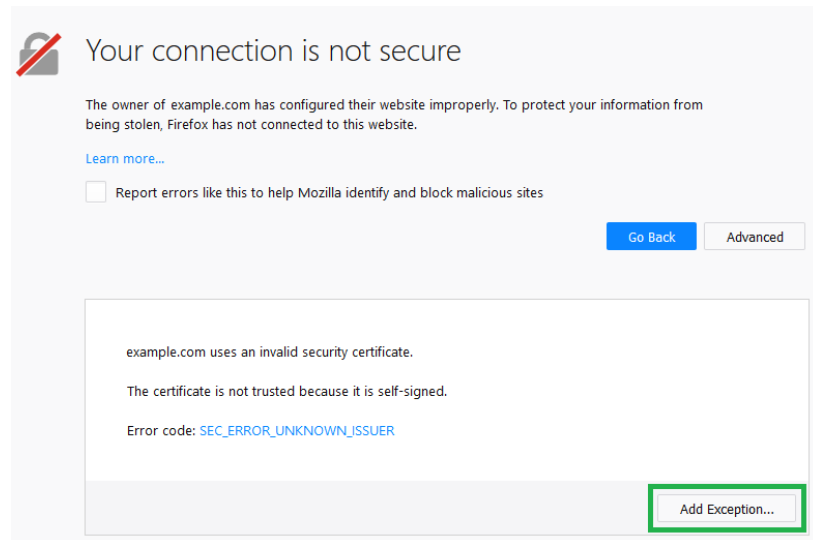 Your connection is not secure
The owner of example.com has configured their website improperly. To protect your information from
being stolen, Firefox has not connected to this website.
Learn more...
Report errors like this to help Mozilla identify and block malicious sites
Go Back
Advanced
example.com uses an invalid security certificate.
The certificate is not trusted because it is self-signed.
Error code: SEC_ERROR_UNKNOWN_ISSUER
Add Exception...